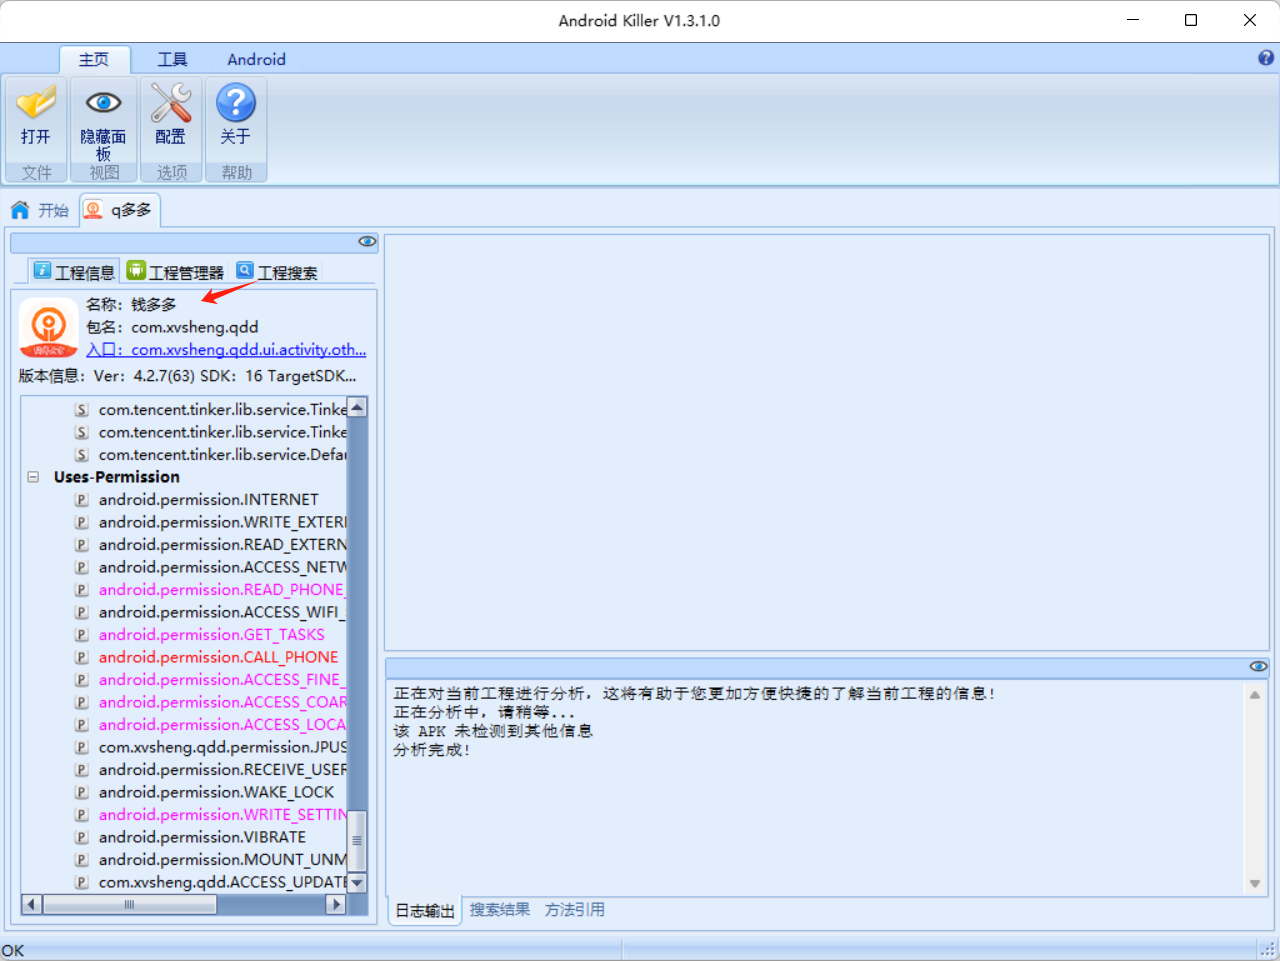 Android Killer V1.3.1.0
主页 工具 Android
打开 隐藏面板 配置 关于
文件 视图 选项 帮助
开始 q多多
工程信息 工程管理器 工程搜索
名称：钱多多
包名：com.xvsheng.qdd
入口：com.xvsheng.qdd.ui.activity.oth...
版本信息：Ver：4.2.7(63) SDK：16 TargetSDK...
S com.tencent.tinker.lib.service.Tinke
S com.tencent.tinker.lib.service.Tinke
S com.tencent.tinker.lib.service.Defau
Uses-Permission
P android.permission.INTERNET
P android.permission.WRITE_EXTERN
P android.permission.READ_EXTERN
P android.permission.ACCESS_NETW
P android.permission.READ_PHONE_
P android.permission.ACCESS_WIFI_
P android.permission.GET_TASKS
P android.permission.CALL_PHONE
P android.permission.ACCESS_FINE_
P android.permission.ACCESS_COAR
P android.permission.ACCESS_LOCA
P com.xvsheng.qdd.permission.JPUS
P android.permission.RECEIVE_USER
P android.permission.WAKE_LOCK
P android.permission.WRITE_SETTIN
P android.permission.VIBRATE
P android.permission.MOUNT_UNM
P com.xvsheng.qdd.ACCESS_UPDATE
正在对当前工程进行分析，这将有助于您更加方便快捷的了解当前工程的信息！
正在分析中，请稍等...
该 APK 未检测到其他信息
分析完成！
日志输出 搜索结果 方法引用
OK